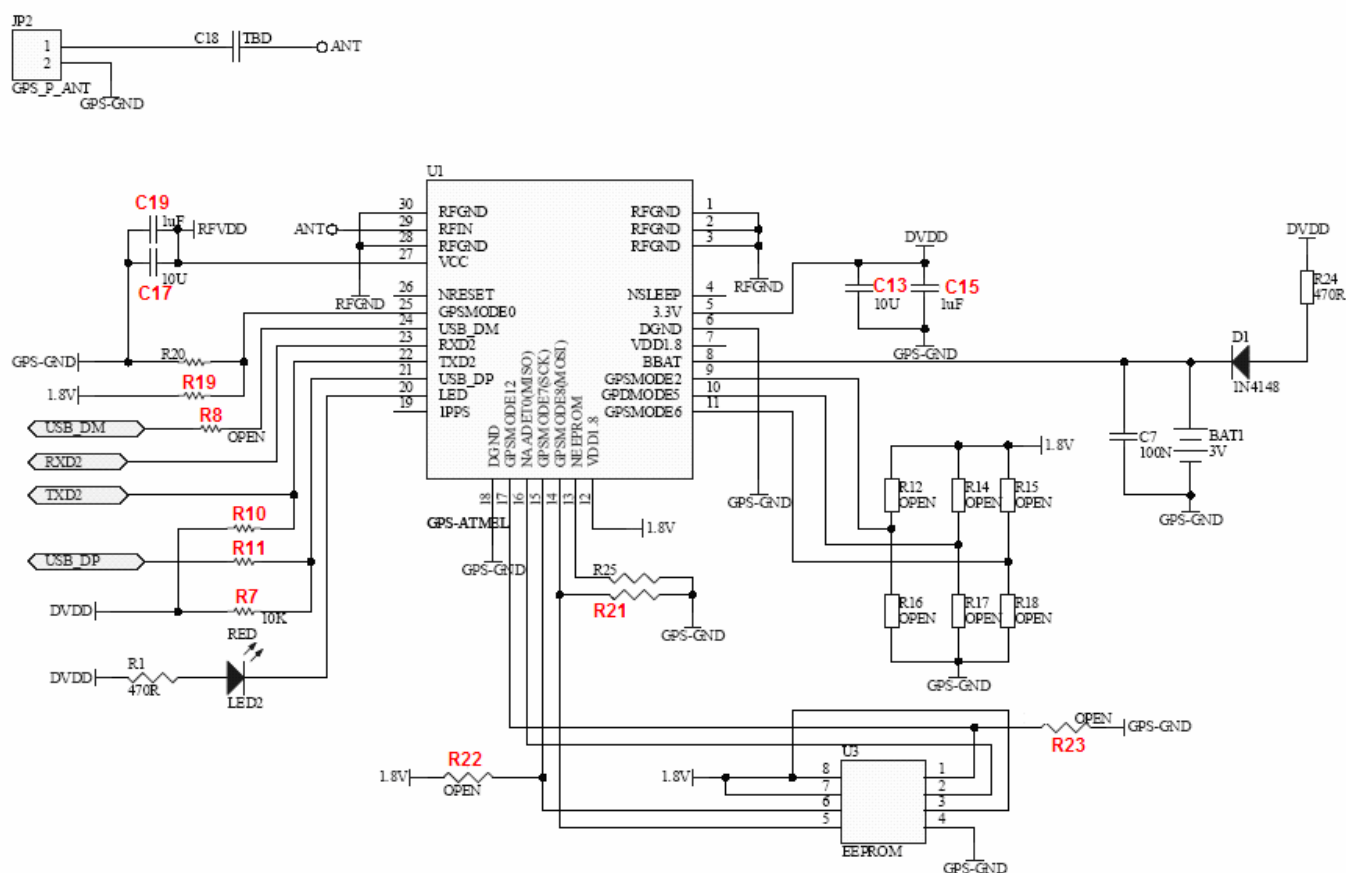 JP2
1
2
GPS_P_ANT
GPS-GND
C18
TBD
ANT
U1
GPS-ATMEL
30 RFGND
29 RFIN
28 RFGND
27 VCC
26 NRESET
25 GPSMODE0
24 USB_DM
23 RXD2
22 TXD2
21 USB_DP
20 LED
19 1PPS
RFGND 1
RFGND 2
RFGND 3
NSLEEP 4
3.3V 5
DGND 6
VDD1.8 7
BBAT 8
GPSMODE2 9
GPDMODE5 10
GPSMODE6 11
DGND 18
GPSMODE12 17
NAADET0(MISO) 16
GPSMODE7(SCK) 15
GPSMODE8(MOSI) 14
NEEPROM 13
VDD1.8 12
C19
1uF
RFVDD
10U
C17
ANT
RFGND
RFGND
GPS-GND
R20
1.8V
R19
USB_DM
R8
OPEN
RXD2
TXD2
R10
USB_DP
R11
DVDD
R7
10K
RED
DVDD
R1
470R
LED2
DVDD
C13
10U
C15
1uF
GPS-GND
DVDD
R24
470R
D1
1N4148
C7
100N
BAT1
3V
GPS-GND
GPS-GND
1.8V
GPS-GND
R25
R21
GPS-GND
1.8V
R12
OPEN
R14
OPEN
R15
OPEN
R16
OPEN
R17
OPEN
R18
OPEN
GPS-GND
OPEN
GPS-GND
R23
1.8V
R22
OPEN
1.8V
U3
8 1
7 2
6 3
5 4
EEPROM
GPS-GND